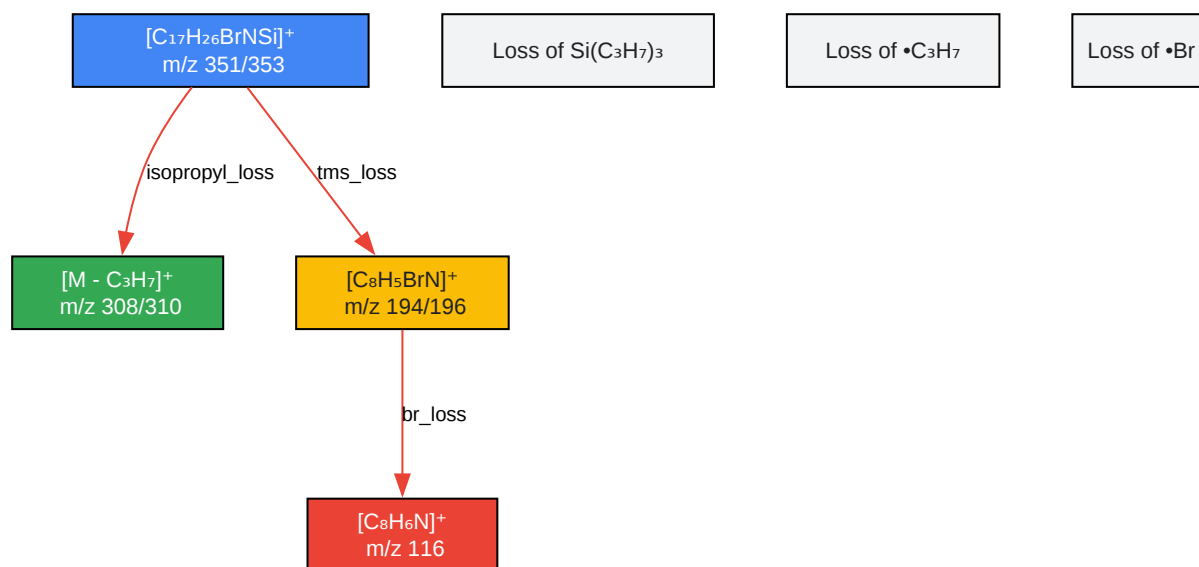 [C₁₇H₂₆BrNSi]⁺
m/z 351/353
Loss of Si(C₃H₇)₃
Loss of •C₃H₇
Loss of •Br
isopropyl_loss
tms_loss
[M - C₃H₇]⁺
m/z 308/310
[C₈H₅BrN]⁺
m/z 194/196
br_loss
[C₈H₆N]⁺
m/z 116